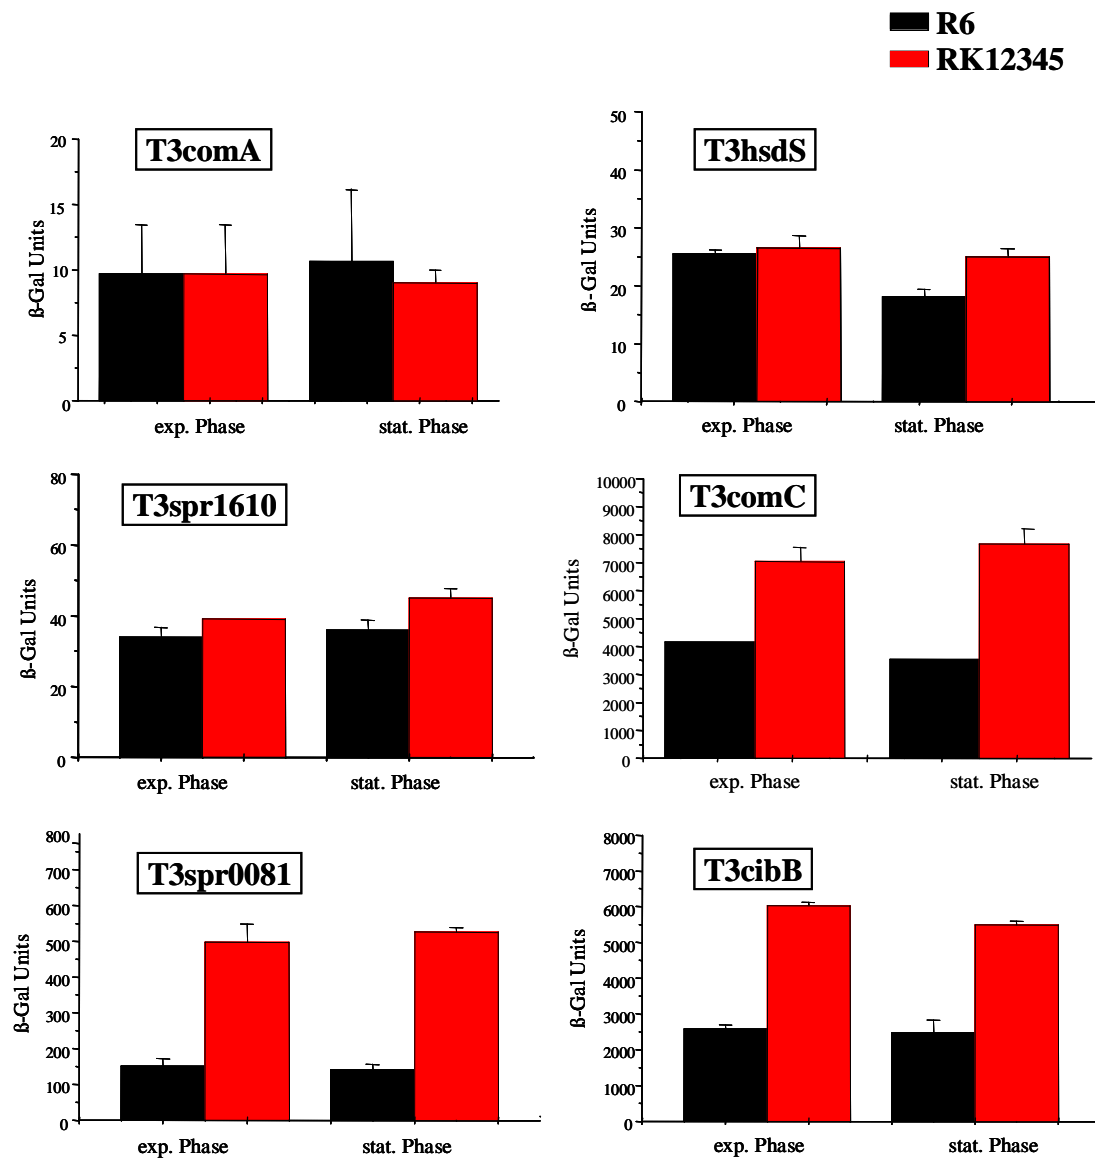 R6
RK12345
T3comA
20
15
10
5
0
ß-Gal Units
exp. Phase stat. Phase
T3hsdS
50
40
30
20
10
0
ß-Gal Units
exp. Phase stat. Phase
T3spr1610
80
60
40
20
0
ß-Gal Units
exp. Phase stat. Phase
T3comC
10000
9000
8000
7000
6000
5000
4000
3000
2000
1000
0
ß-Gal Units
exp. Phase stat. Phase
T3spr0081
800
700
600
500
400
300
200
100
0
ß-Gal Units
exp. Phase stat. Phase
T3cibB
8000
7000
6000
5000
4000
3000
2000
1000
0
ß-Gal Units
exp. Phase stat. Phase